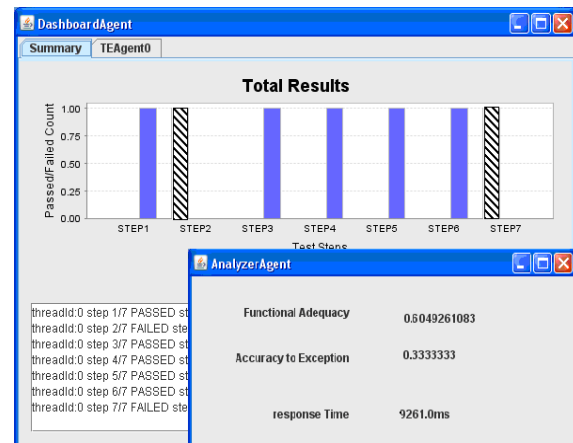 DashboardAgent
Summary TEAgent0
Total Results
Passed/Failed Count
1.00
0.75
0.50
0.25
0.00
STEP1 STEP2 STEP3 STEP4 STEP5 STEP6 STEP7
Test Steps
AnalyzerAgent
threadId:0 step 1/7 PASSED st
threadId:0 step 2/7 FAILED ste
threadId:0 step 3/7 PASSED st
threadId:0 step 4/7 PASSED st
threadId:0 step 5/7 PASSED st
threadId:0 step 6/7 PASSED st
threadId:0 step 7/7 FAILED ste
Functional Adequacy 0.6049261083
Accuracy to Exception 0.3333333
response Time 9261.0ms